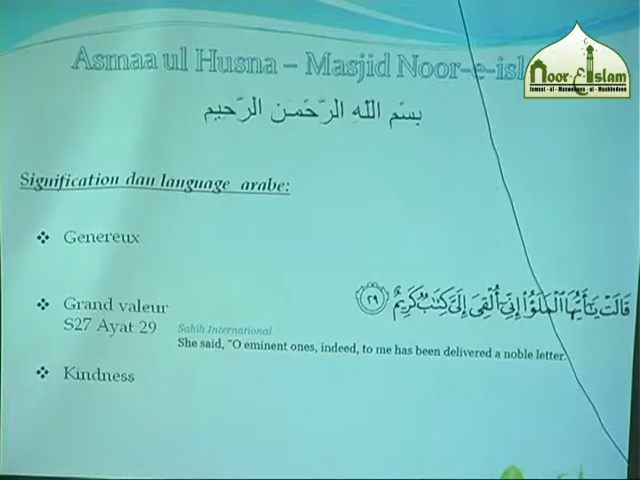 Asmaa ul Husna – Masjid Noor-e-isl
Noor-E-Islam
بِسْمِ اللهِ الرَّحْمنِ الرَّحِيمِ
Signification dan language arabe:
❖ Genereux
قَالَتْ يَٰٓأَيُّهَا ٱلْمَلَؤُا۟ إِنِّىٓ أُلْقِىَ إِلَىَّ كِتَٰبٌ كَرِيمٌ ٢٩
❖ Grand valeur
S27 Ayat 29
Sahih International
She said, "O eminent ones, indeed, to me has been delivered a noble letter.
❖ Kindness